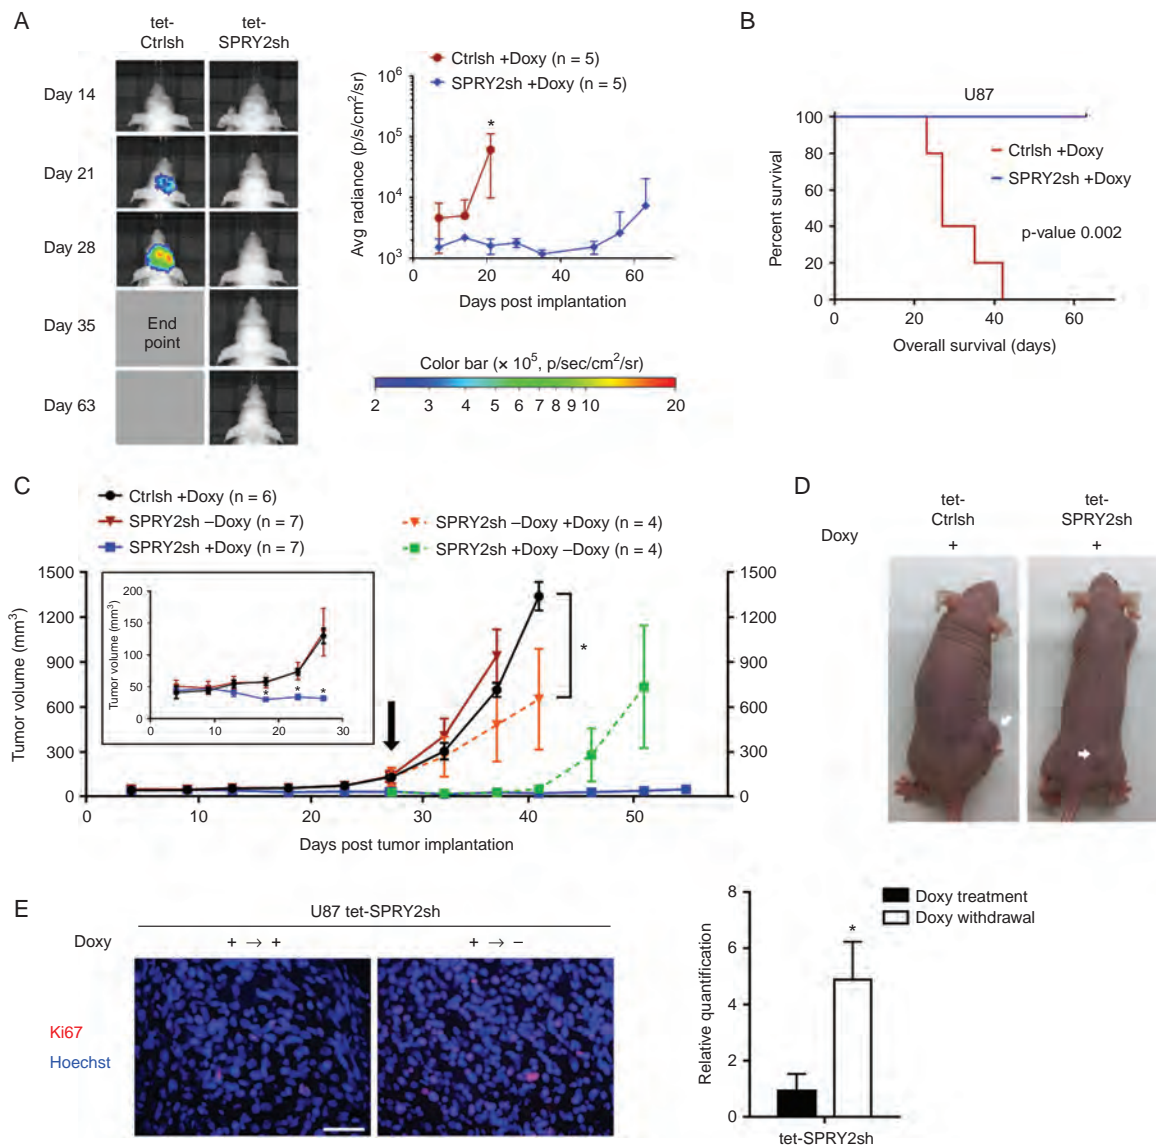 A
tet-
Ctrlsh
tet-
SPRY2sh
Day 14
Day 21
Day 28
Day 35
Day 63
End
point
Ctrlsh +Doxy (n = 5)
SPRY2sh +Doxy (n = 5)
Avg radiance (p/s/cm²/sr)
10⁶
10⁵
10⁴
10³
*
0 20 40 60
Days post implantation
Color bar (× 10⁵, p/sec/cm²/sr)
2 3 4 5 6 7 8 9 10 20
B
U87
Percent survival
100
80
60
40
20
0
Ctrlsh +Doxy
SPRY2sh +Doxy
p-value 0.002
0 20 40 60
Overall survival (days)
C
Ctrlsh +Doxy (n = 6)
SPRY2sh –Doxy (n = 7)
SPRY2sh +Doxy (n = 7)
SPRY2sh –Doxy +Doxy (n = 4)
SPRY2sh +Doxy –Doxy (n = 4)
Tumor volume (mm³)
1500
1200
900
600
300
0
Tumor volume (mm³)
200
150
100
50
0
* * *
0 10 20 30
*
1500
1200
900
600
300
0
0 10 20 30 40 50
Days post tumor implantation
D
tet-
Ctrlsh
tet-
SPRY2sh
Doxy
+ +
E
U87 tet-SPRY2sh
Doxy
+ → +
+ → –
Ki67
Hoechst
Relative quantification
8
6
4
2
0
*
Doxy treatment
Doxy withdrawal
tet-SPRY2sh